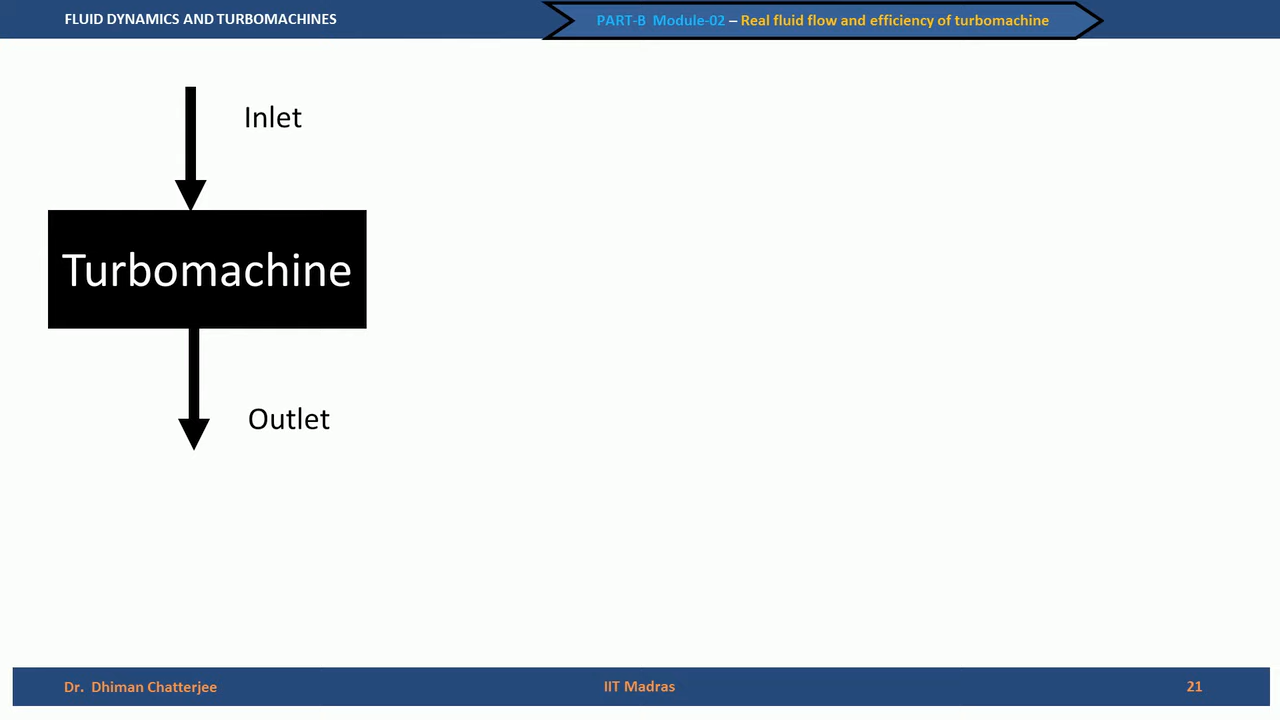 FLUID DYNAMICS AND TURBOMACHINES
PART-B Module-02 – Real fluid flow and efficiency of turbomachine
Inlet
Turbomachine
Outlet
Dr. Dhiman Chatterjee
IIT Madras
21